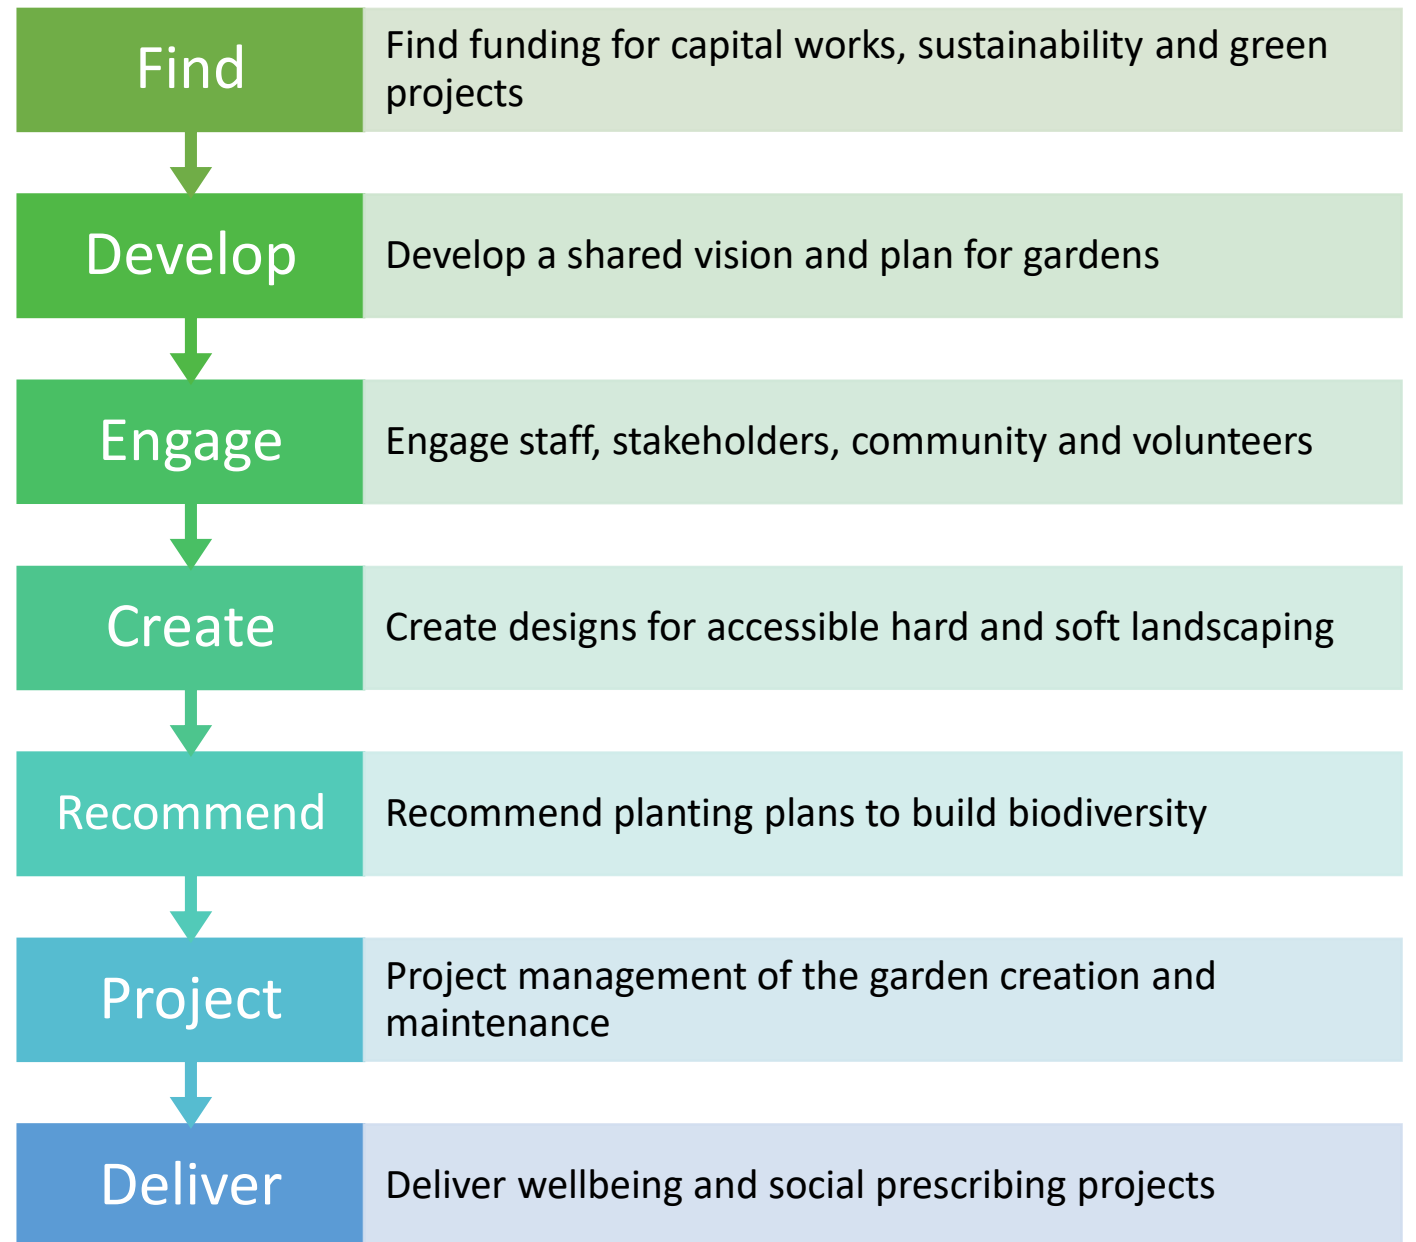 Find
Find funding for capital works, sustainability and green
projects
Develop
Develop a shared vision and plan for gardens
Engage
Engage staff, stakeholders, community and volunteers
Create
Create designs for accessible hard and soft landscaping
Recommend
Recommend planting plans to build biodiversity
Project
Project management of the garden creation and
maintenance
Deliver
Deliver wellbeing and social prescribing projects